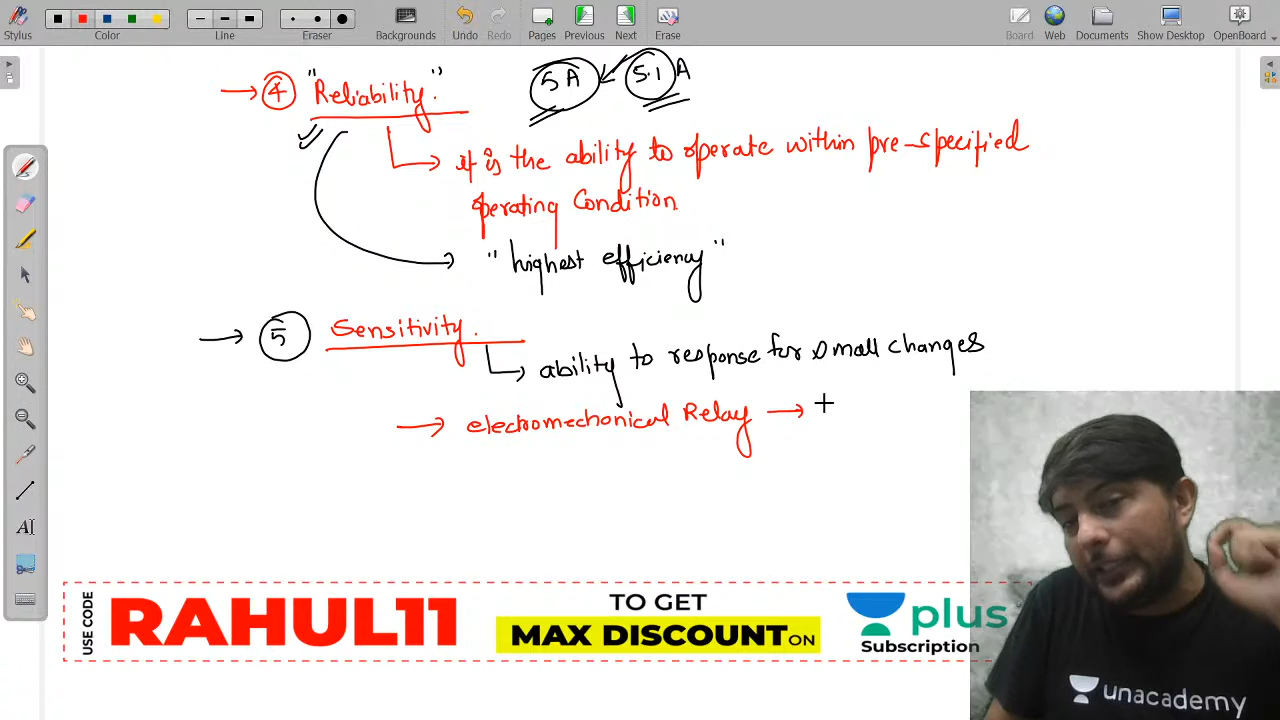 Stylus
Color
Line
Eraser
Backgrounds
Undo
Redo
Pages
Previous
Next
Erase
Board
Web
Documents
Show Desktop
OpenBoard
→ ④ "Reliability." 5A ← 5.1 A
→ it is the ability to operate within pre-specified
operating Condition
→ "highest efficiency"
→ ⑤ Sensitivity.
→ ability to response for small changes
→ electromechanical Relay → +
USE CODE
RAHUL11
TO GET
MAX DISCOUNT ON
plus
Subscription
unacademy